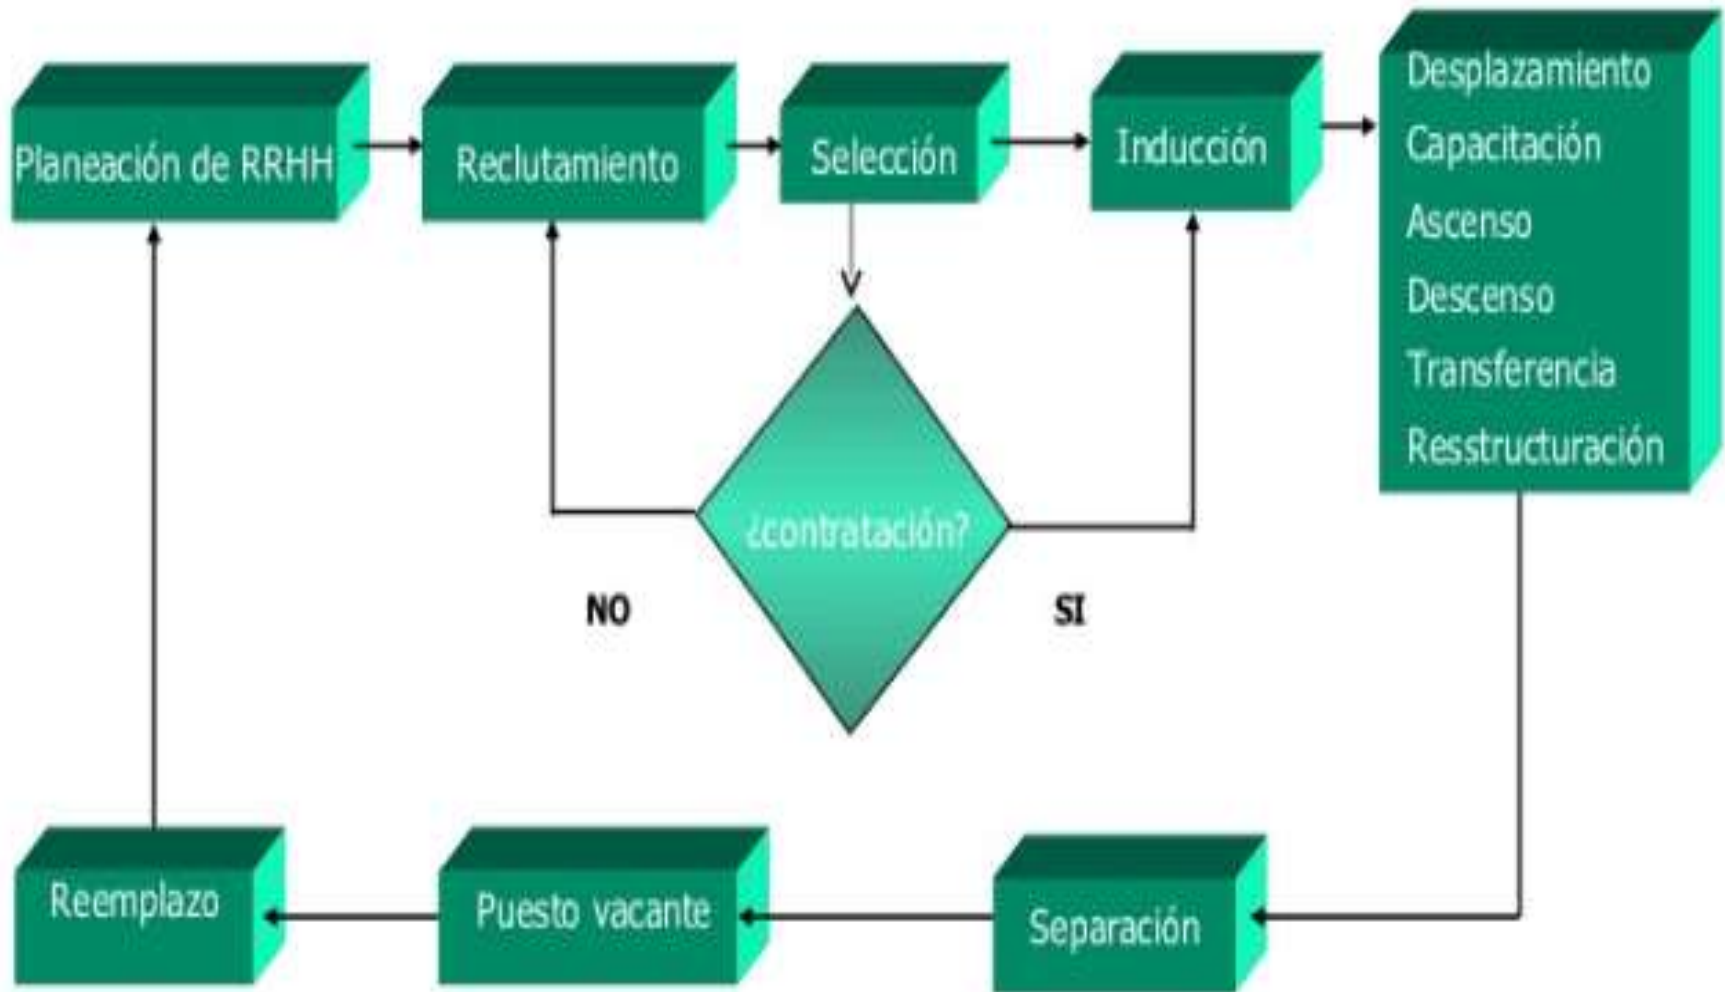 Planeación de RRHH
Reclutamiento
Selección
Inducción
Desplazamiento
Capacitación
Ascenso
Descenso
Transferencia
Resstructuración
¿contratación?
NO
SI
Reemplazo
Puesto vacante
Separación